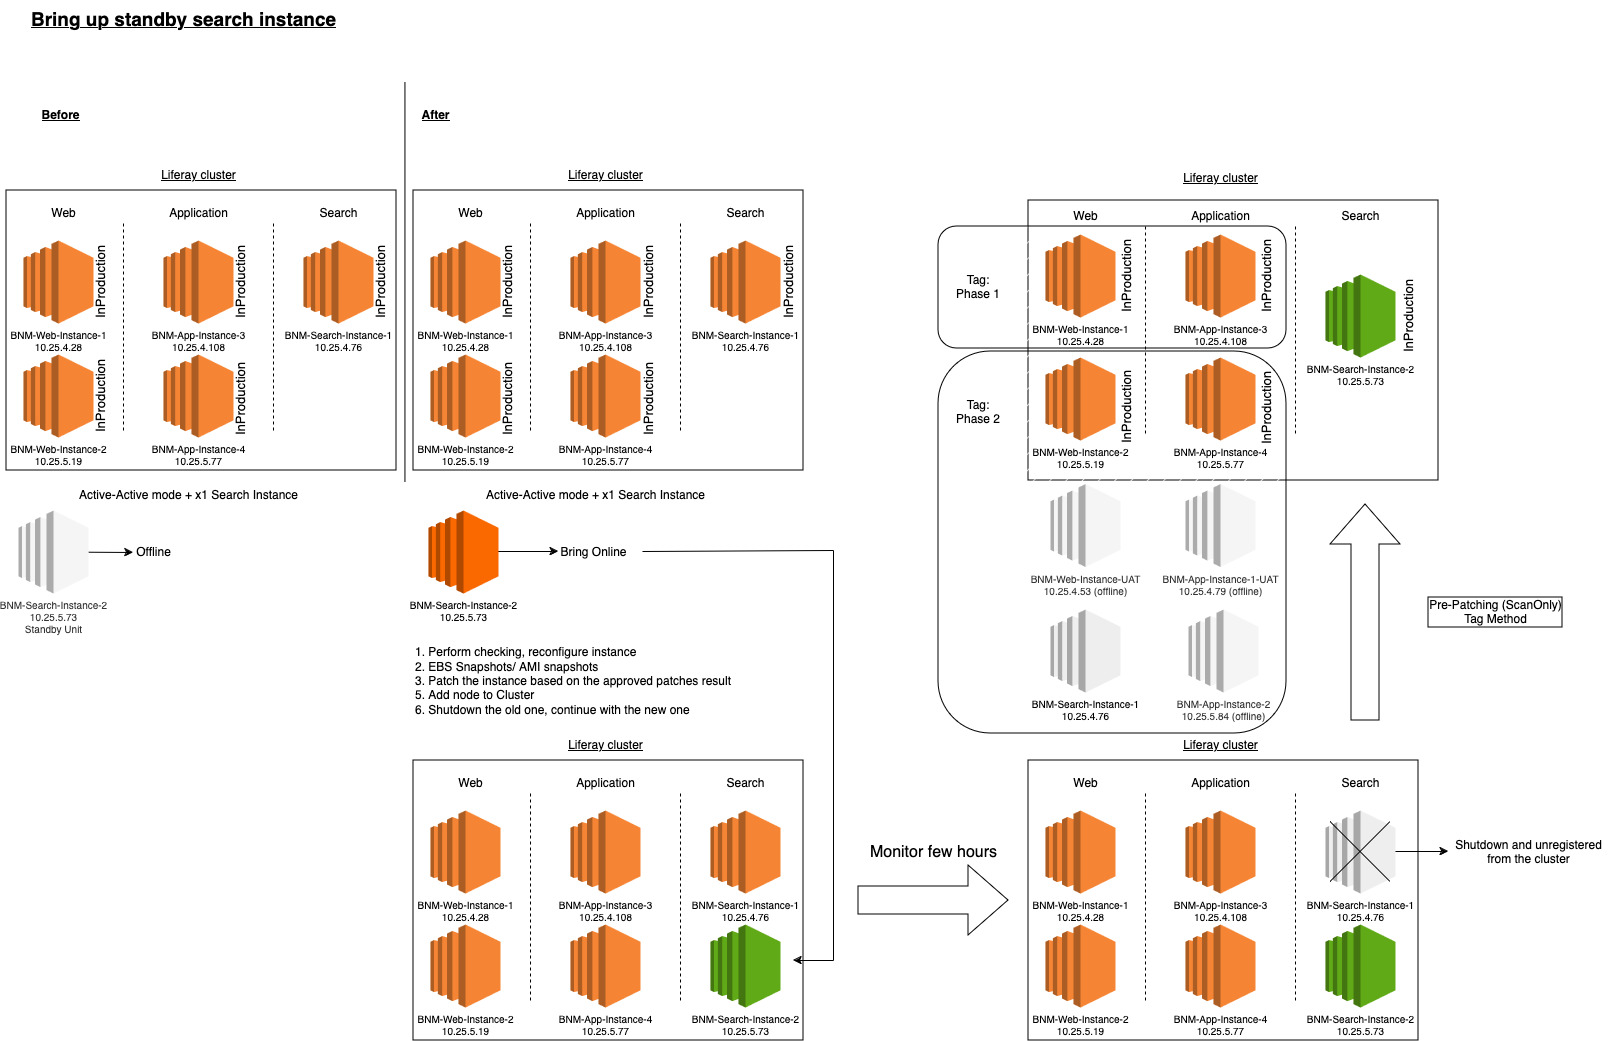 Bring up standby search instance
Before
Liferay cluster
Web
Application
Search
InProduction
InProduction
InProduction
BNM-Web-Instance-1
10.25.4.28
BNM-App-Instance-3
10.25.4.108
BNM-Search-Instance-1
10.25.4.76
InProduction
InProduction
BNM-Web-Instance-2
10.25.5.19
BNM-App-Instance-4
10.25.5.77
Active-Active mode + x1 Search Instance
Offline
BNM-Search-Instance-2
10.25.5.73
Standby Unit
After
Liferay cluster
Web
Application
Search
InProduction
InProduction
InProduction
BNM-Web-Instance-1
10.25.4.28
BNM-App-Instance-3
10.25.4.108
BNM-Search-Instance-1
10.25.4.76
InProduction
InProduction
BNM-Web-Instance-2
10.25.5.19
BNM-App-Instance-4
10.25.5.77
Active-Active mode + x1 Search Instance
Bring Online
BNM-Search-Instance-2
10.25.5.73
1. Perform checking, reconfigure instance
2. EBS Snapshots/ AMI snapshots
3. Patch the instance based on the approved patches result
5. Add node to Cluster
6. Shutdown the old one, continue with the new one
Liferay cluster
Web
Application
Search
BNM-Web-Instance-1
10.25.4.28
BNM-App-Instance-3
10.25.4.108
BNM-Search-Instance-1
10.25.4.76
BNM-Web-Instance-2
10.25.5.19
BNM-App-Instance-4
10.25.5.77
BNM-Search-Instance-2
10.25.5.73
Monitor few hours
Liferay cluster
Web
Application
Search
BNM-Web-Instance-1
10.25.4.28
BNM-App-Instance-3
10.25.4.108
BNM-Search-Instance-1
10.25.4.76
Shutdown and unregistered
from the cluster
BNM-Web-Instance-2
10.25.5.19
BNM-App-Instance-4
10.25.5.77
BNM-Search-Instance-2
10.25.5.73
Pre-Patching (ScanOnly)
Tag Method
Liferay cluster
Web
Application
Search
Tag:
Phase 1
InProduction
InProduction
InProduction
BNM-Web-Instance-1
10.25.4.28
BNM-App-Instance-3
10.25.4.108
BNM-Search-Instance-2
10.25.5.73
Tag:
Phase 2
InProduction
InProduction
BNM-Web-Instance-2
10.25.5.19
BNM-App-Instance-4
10.25.5.77
BNM-Web-Instance-UAT
10.25.4.53 (offline)
BNM-App-Instance-1-UAT
10.25.4.79 (offline)
BNM-Search-Instance-1
10.25.4.76
BNM-App-Instance-2
10.25.5.84 (offline)